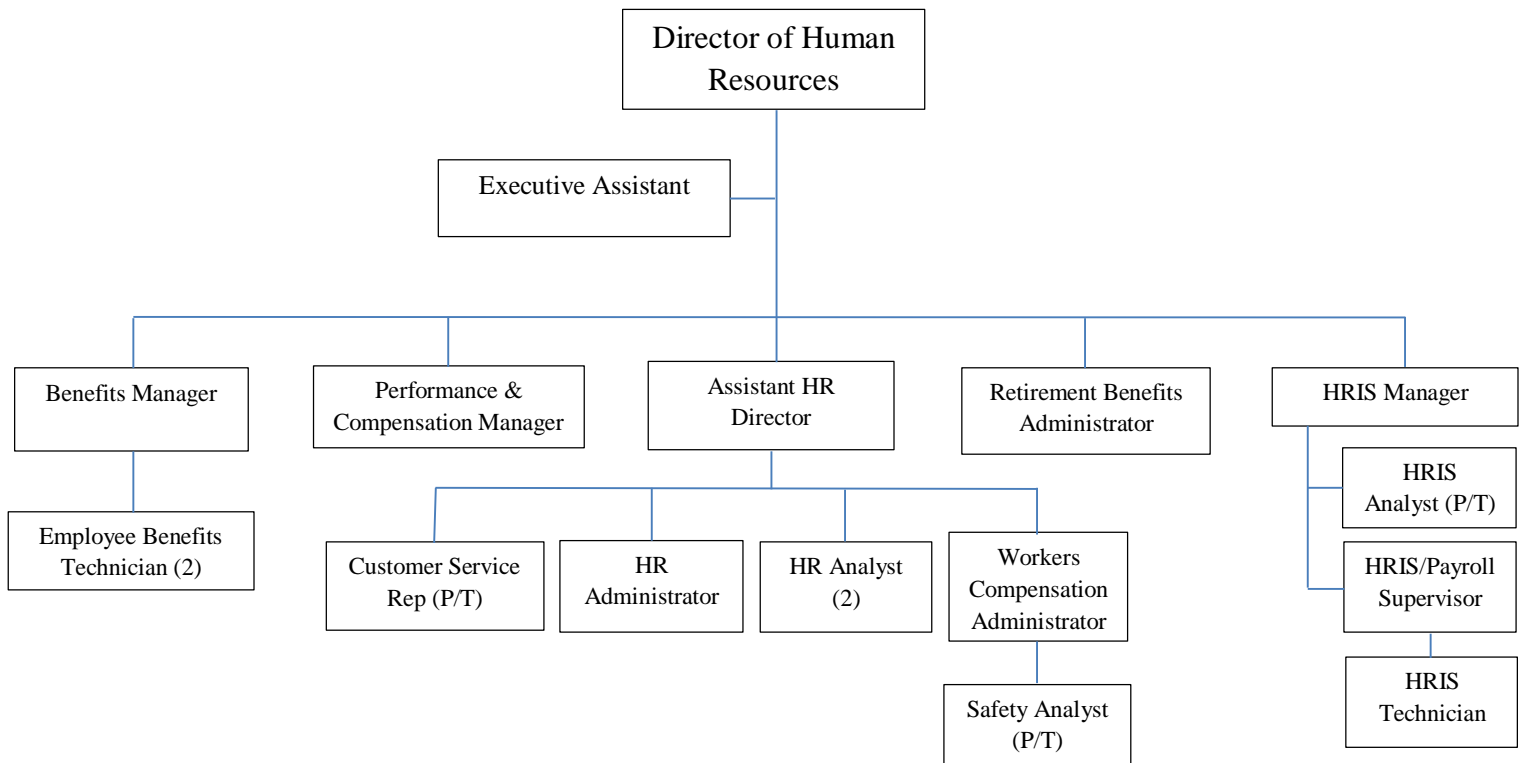 Director of Human
Resources
Executive Assistant
Benefits Manager
Performance &
Compensation Manager
Assistant HR
Director
Retirement Benefits
Administrator
HRIS Manager
Employee Benefits
Technician (2)
Customer Service
Rep (P/T)
HR
Administrator
HR Analyst
(2)
Workers
Compensation
Administrator
Safety Analyst
(P/T)
HRIS
Analyst (P/T)
HRIS/Payroll
Supervisor
HRIS
Technician